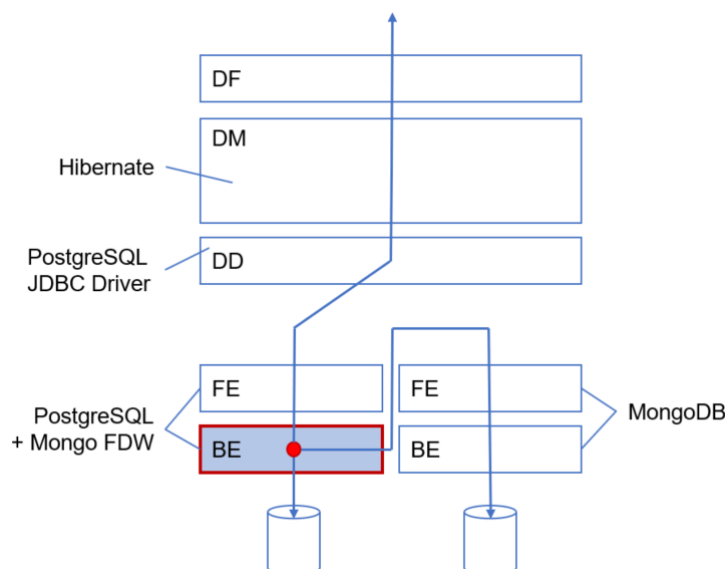 DF
DM
Hibernate
PostgreSQL
JDBC Driver
DD
FE
FE
PostgreSQL
+ Mongo FDW
MongoDB
BE
BE